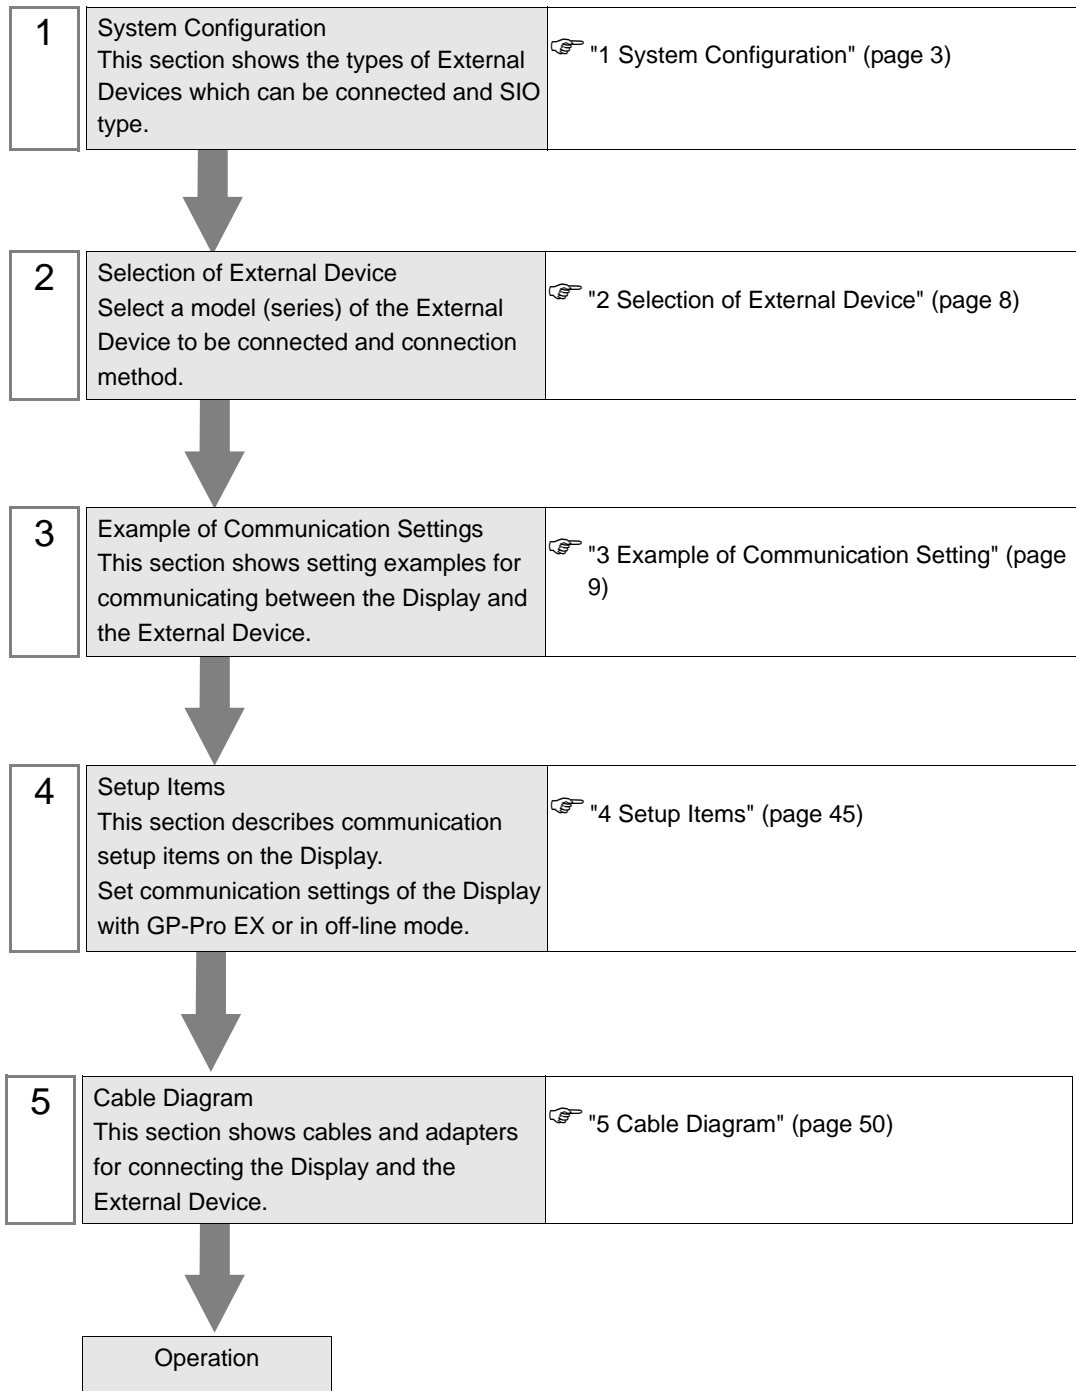 1
System Configuration
This section shows the types of External
Devices which can be connected and SIO
type.
"1 System Configuration" (page 3)
2
Selection of External Device
Select a model (series) of the External
Device to be connected and connection
method.
"2 Selection of External Device" (page 8)
3
Example of Communication Settings
This section shows setting examples for
communicating between the Display and
the External Device.
"3 Example of Communication Setting" (page
9)
4
Setup Items
This section describes communication
setup items on the Display.
Set communication settings of the Display
with GP-Pro EX or in off-line mode.
"4 Setup Items" (page 45)
5
Cable Diagram
This section shows cables and adapters
for connecting the Display and the
External Device.
"5 Cable Diagram" (page 50)
Operation